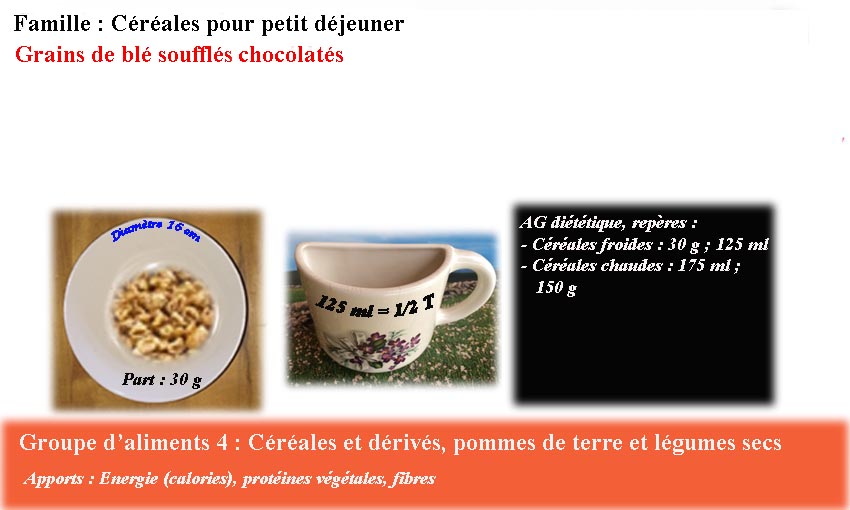 Famille : Céréales pour petit déjeuner
Grains de blé soufflés chocolatés
Diamètre 16 cm
Part : 30 g
125 ml = 1/2 T
AG diététique, repères :
- Céréales froides : 30 g ; 125 ml
- Céréales chaudes : 175 ml ;
150 g
Groupe d’aliments 4 : Céréales et dérivés, pommes de terre et légumes secs
Apports : Energie (calories), protéines végétales, fibres